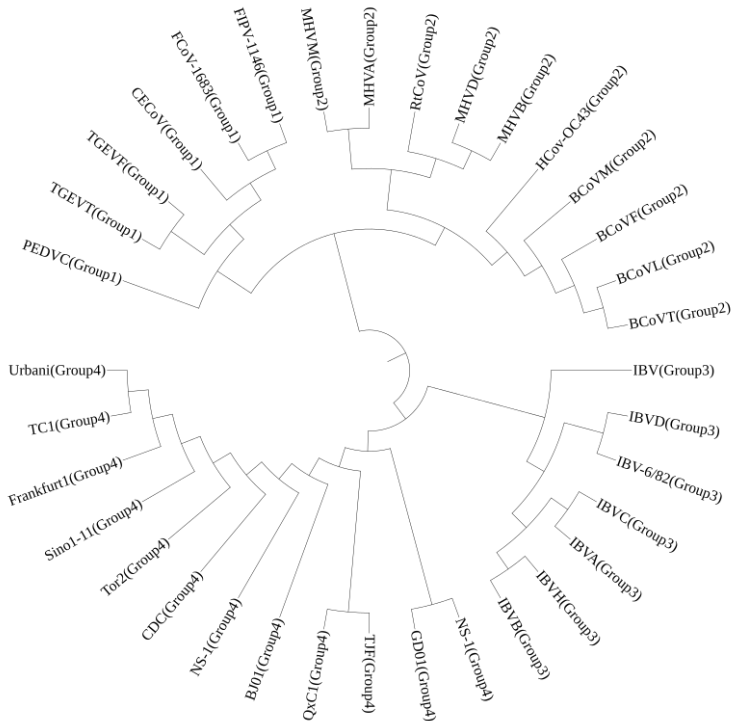 FIPV-1146(Group1)
MHVM(Group2)
MHVA(Group2)
RtCoV(Group2)
MHVD(Group2)
MHVB(Group2)
HCov-OC43(Group2)
BCoVM(Group2)
BCoVF(Group2)
BCoVL(Group2)
BCoVT(Group2)
IBV(Group3)
IBVD(Group3)
IBV-6/82(Group3)
IBVC(Group3)
IBVA(Group3)
IBVH(Group3)
IBVB(Group3)
NS-1(Group4)
GD01(Group4)
TJF(Group4)
QxC1(Group4)
BJ01(Group4)
NS-1(Group4)
CDC(Group4)
Tor2(Group4)
Sino1-11(Group4)
Frankfurt1(Group4)
TC1(Group4)
Urbani(Group4)
PEDVC(Group1)
TGEVT(Group1)
TGEVF(Group1)
CECoV(Group1)
FCoV-1683(Group1)